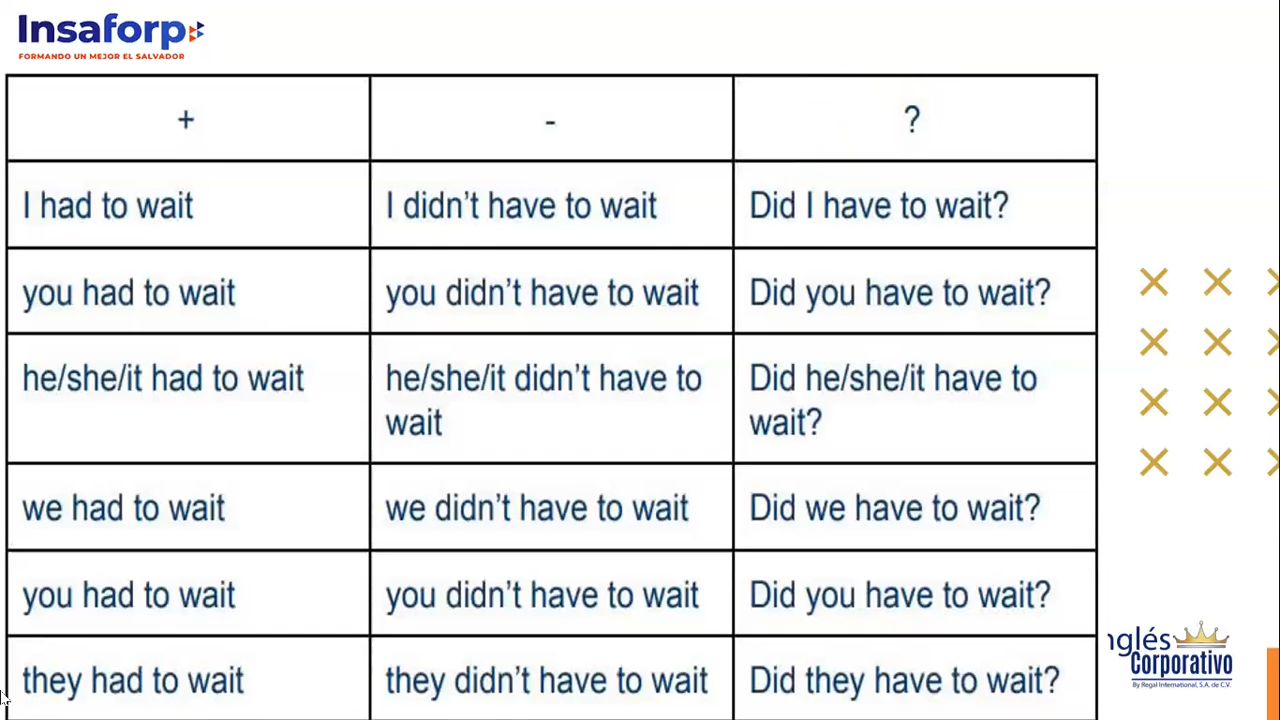 Insaforp
FORMANDO UN MEJOR EL SALVADOR
+ - ?
I had to wait I didn't have to wait Did I have to wait?
you had to wait you didn't have to wait Did you have to wait?
he/she/it had to wait he/she/it didn't have to Did he/she/it have to
wait wait?
we had to wait we didn't have to wait Did we have to wait?
you had to wait you didn't have to wait Did you have to wait?
they had to wait they didn't have to wait Did they have to wait?
nglés
Corporativo
By Regal International, S.A. de C.V.